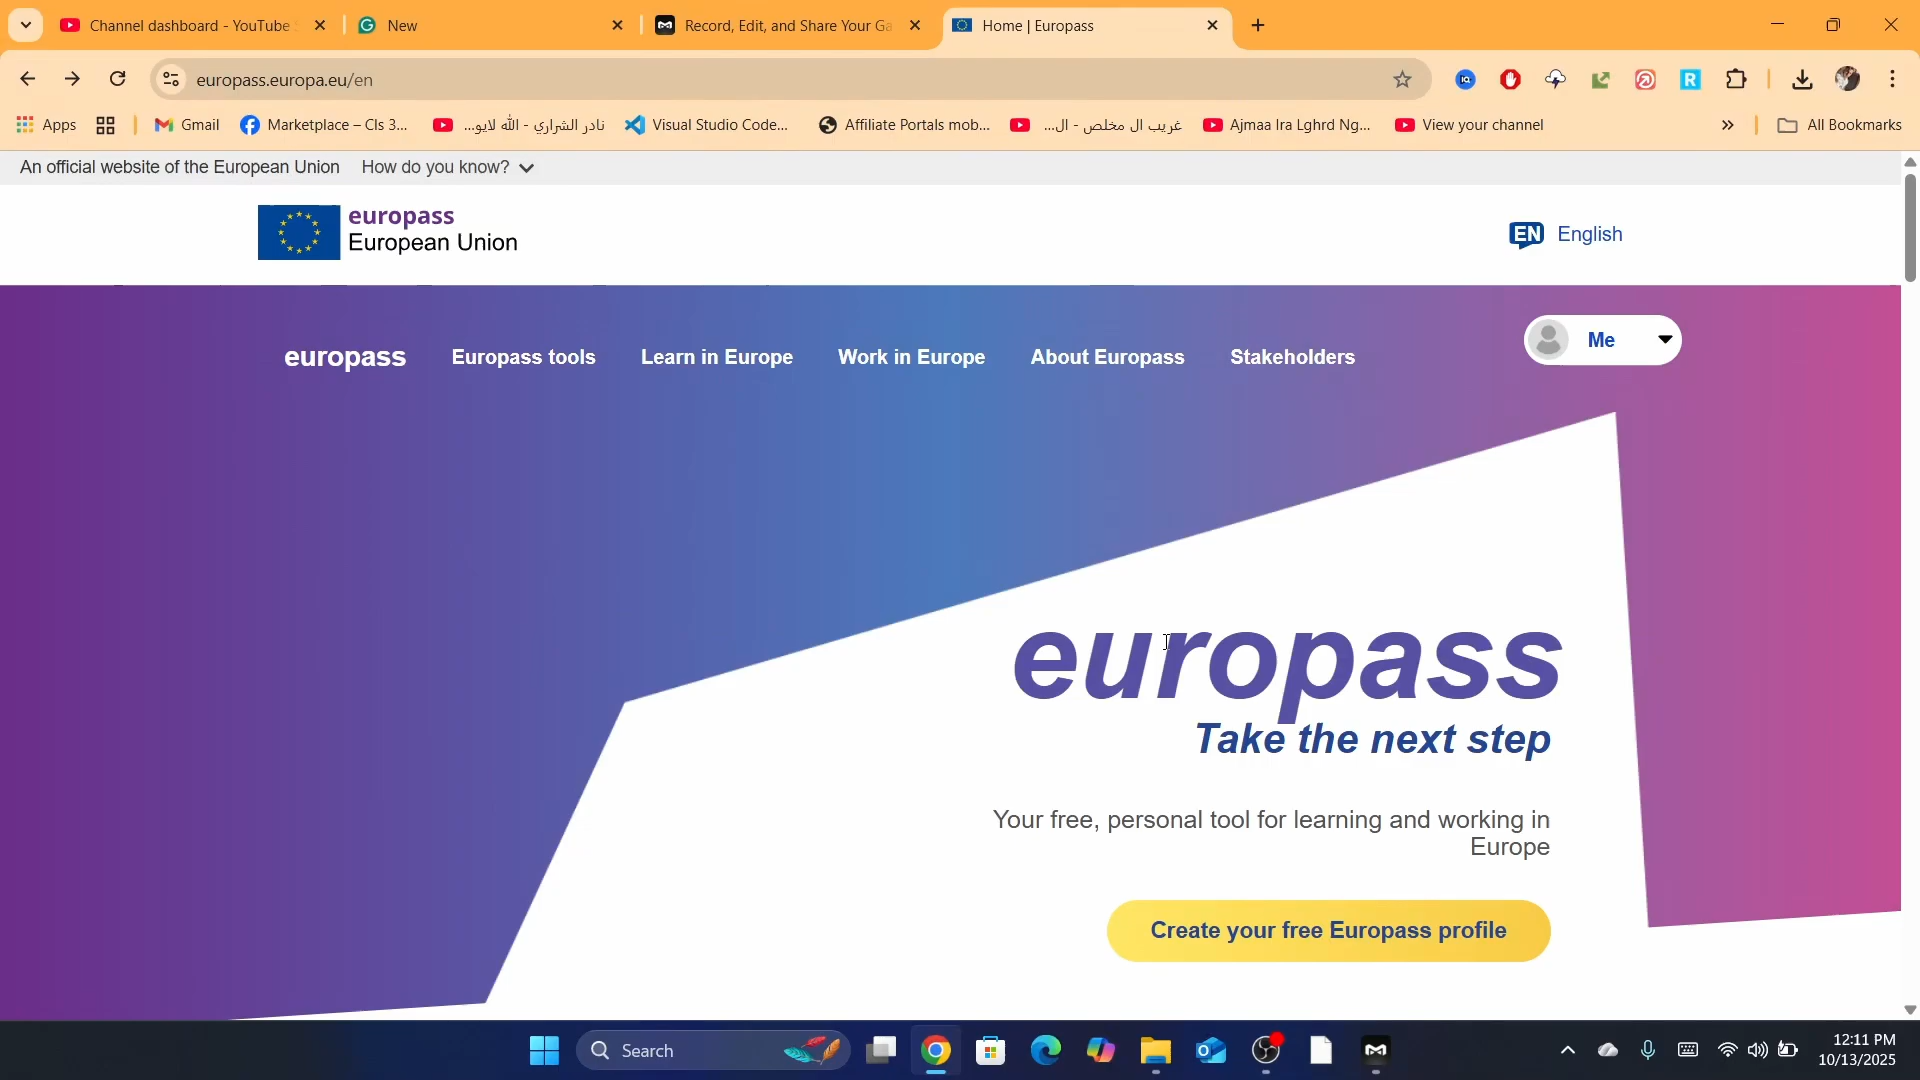 Channel dashboard - YouTube S
New
Record, Edit, and Share Your Ga
Home | Europass
europass.europa.eu/en
Apps
Gmail
Marketplace – Cls 3...
نادر الشراري - الله لايو...
Visual Studio Code...
Affiliate Portals mob...
غريب ال مخلص - ال...
Ajmaa Ira Lghrd Ng...
View your channel
All Bookmarks
An official website of the European Union How do you know?
europass
European Union
EN English
europass Europass tools Learn in Europe Work in Europe About Europass Stakeholders
Me
europass
Take the next step
Your free, personal tool for learning and working in
Europe
Create your free Europass profile
Search
12:11 PM
10/13/2025